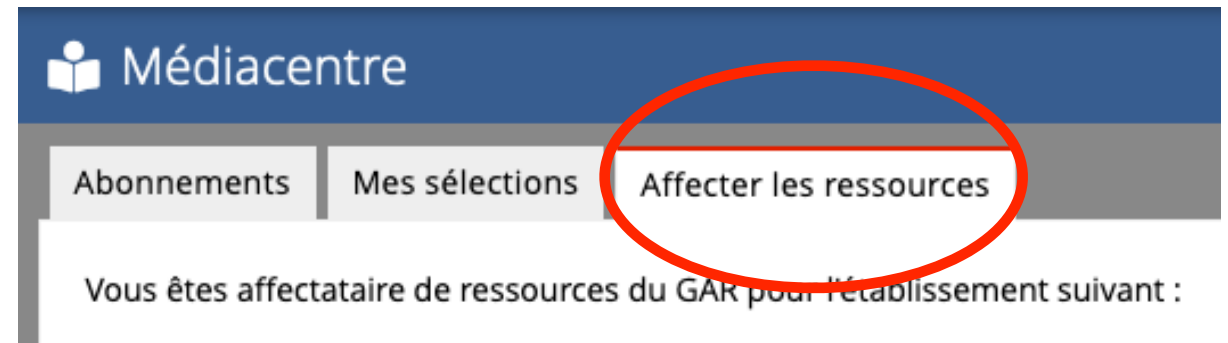 Médiacentre
Abonnements Mes sélections Affecter les ressources
Vous êtes affectataire de ressources du GAR pour l'établissement suivant :